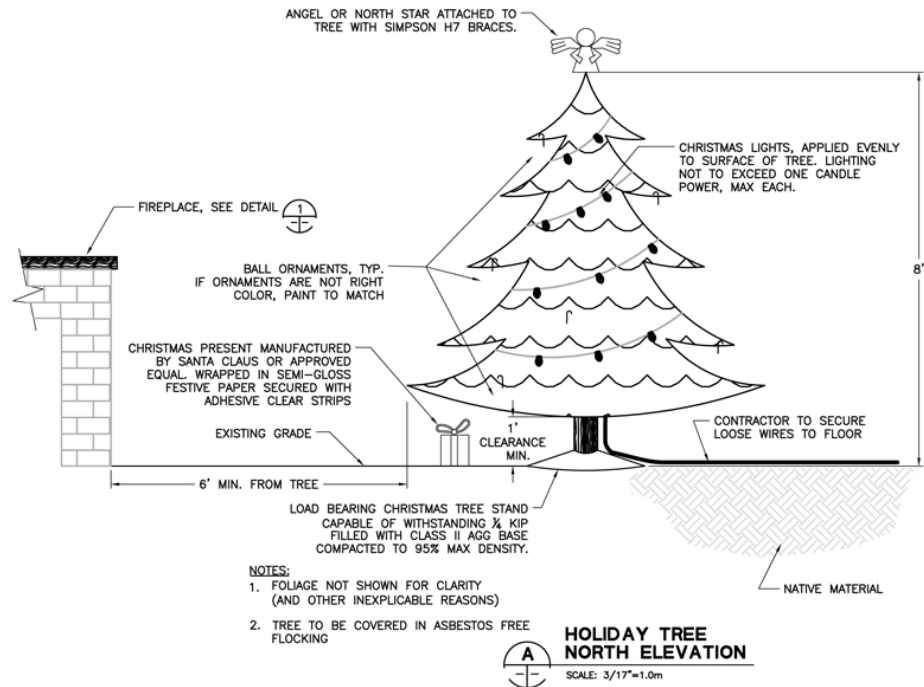 ANGEL OR NORTH STAR ATTACHED TO
TREE WITH SIMPSON H7 BRACES.
CHRISTMAS LIGHTS, APPLIED EVENLY
TO SURFACE OF TREE. LIGHTING
NOT TO EXCEED ONE CANDLE
POWER, MAX EACH.
FIREPLACE, SEE DETAIL
1
8'
BALL ORNAMENTS, TYP.
IF ORNAMENTS ARE NOT RIGHT
COLOR, PAINT TO MATCH
CHRISTMAS PRESENT MANUFACTURED
BY SANTA CLAUS OR APPROVED
EQUAL. WRAPPED IN SEMI-GLOSS
FESTIVE PAPER SECURED WITH
ADHESIVE CLEAR STRIPS
1'
CLEARANCE
MIN.
CONTRACTOR TO SECURE
LOOSE WIRES TO FLOOR
EXISTING GRADE
6' MIN. FROM TREE
LOAD BEARING CHRISTMAS TREE STAND
CAPABLE OF WITHSTANDING ¼ KIP
FILLED WITH CLASS II AGG BASE
COMPACTED TO 95% MAX DENSITY.
NATIVE MATERIAL
NOTES:
1. FOLIAGE NOT SHOWN FOR CLARITY
(AND OTHER INEXPLICABLE REASONS)
2. TREE TO BE COVERED IN ASBESTOS FREE
FLOCKING
A
HOLIDAY TREE
NORTH ELEVATION
SCALE: 3/17"=1.0m